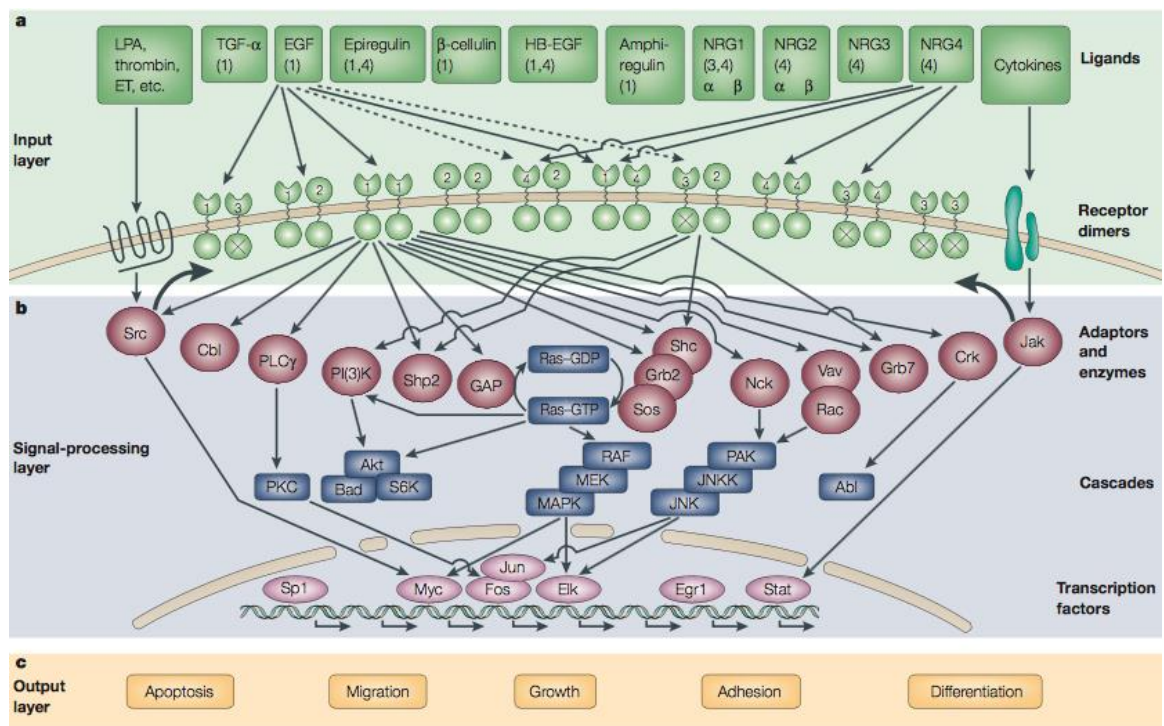 a
LPA,
thrombin,
ET, etc.
TGF-α
(1)
EGF
(1)
Epiregulin
(1,4)
β-cellulin
(1)
HB-EGF
(1,4)
Amphi-
regulin
(1)
NRG1
(3,4)
α β
NRG2
(4)
α β
NRG3
(4)
NRG4
(4)
Cytokines
Ligands
Input
layer
1 3
1 2
1 1
2 2
4 2
1 4
3 2
4 4
3 4
3 3
Receptor
dimers
b
Src
Cbl
PLCγ
PI(3)K
Shp2
GAP
Ras–GDP
Ras–GTP
Shc
Grb2
Sos
Nck
Vav
Rac
Grb7
Crk
Jak
Adaptors and
enzymes
Signal-processing
layer
PKC
Akt
Bad
S6K
RAF
MEK
MAPK
PAK
JNKK
JNK
Abl
Cascades
Sp1
Myc
Jun
Fos
Elk
Egr1
Stat
Transcription
factors
c
Output
layer
Apoptosis
Migration
Growth
Adhesion
Differentiation